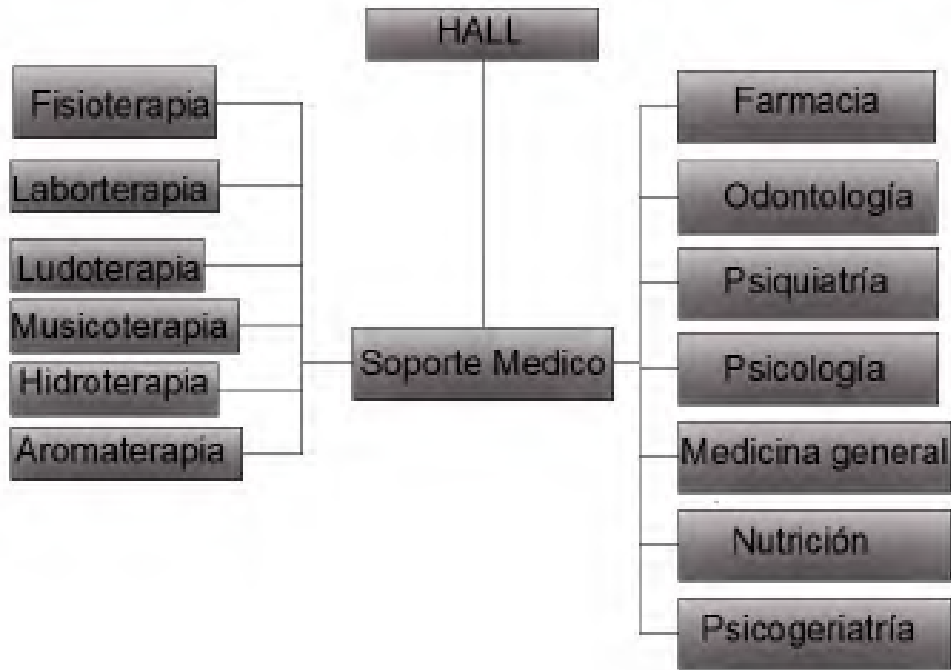 HALL
Fisioterapia
Laborterapia
Ludoterapia
Musicoterapia
Hidroterapia
Aromaterapia
Soporte Medico
Farmacia
Odontología
Psiquiatría
Psicología
Medicina general
Nutrición
Psicogeriatría